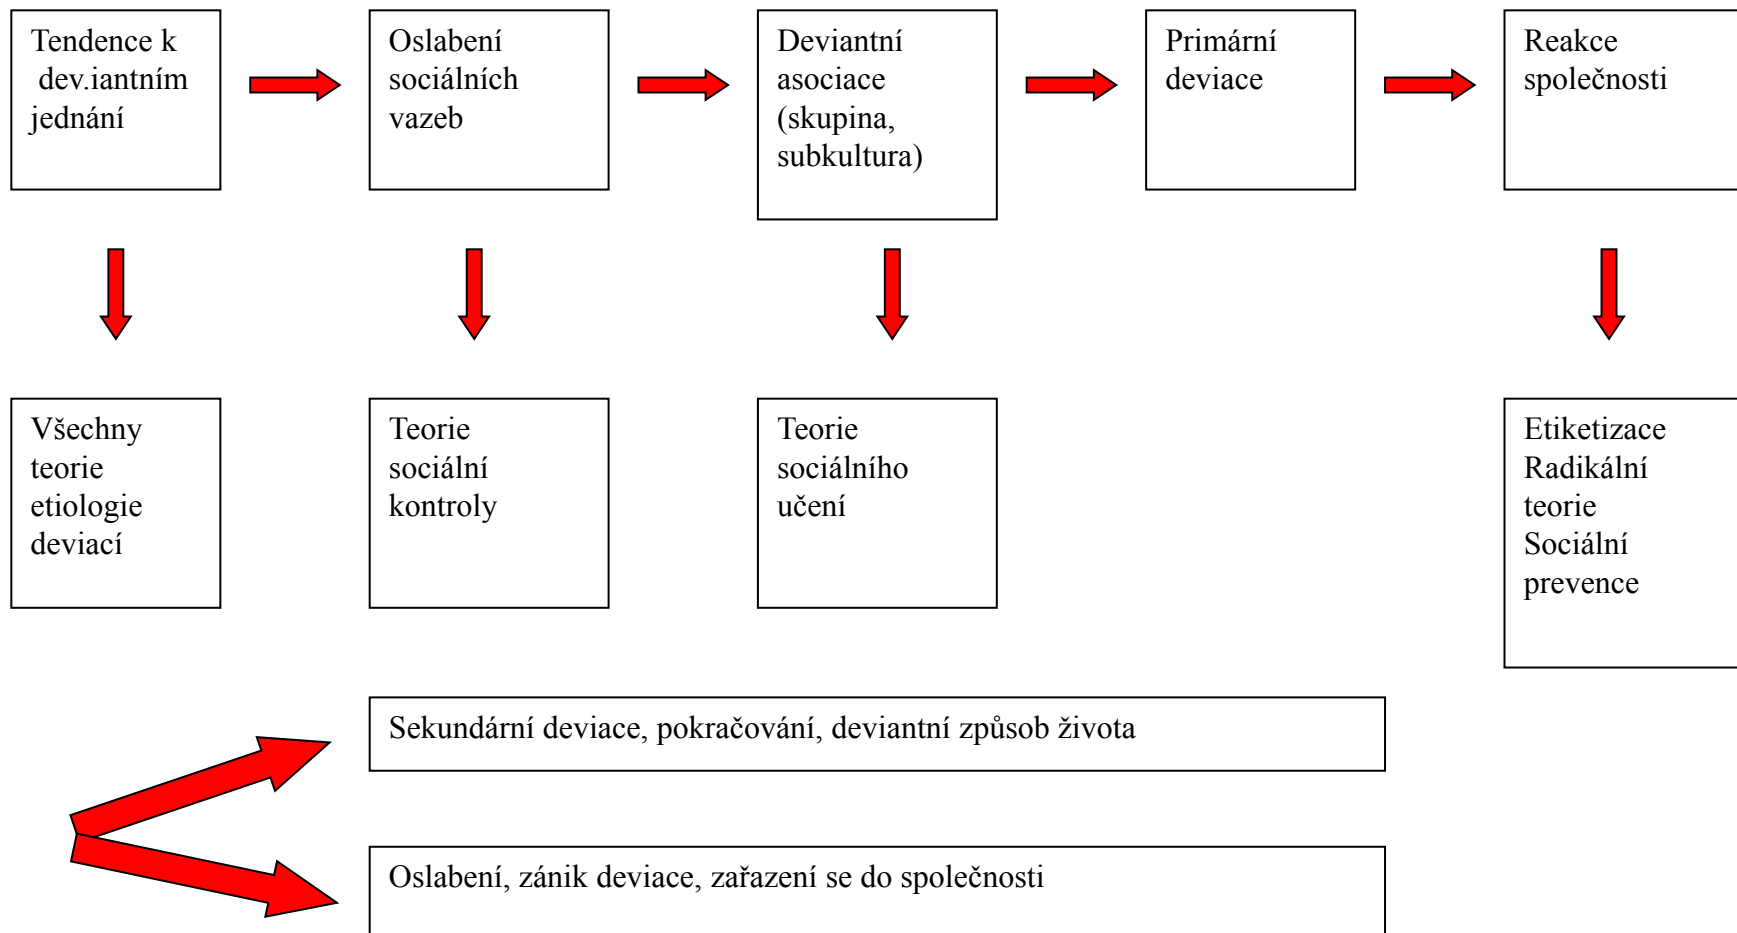 Tendence k
dev.iantním
jednání
Oslabení
sociálních
vazeb
Deviantní
asociace
(skupina,
subkultura)
Primární
deviace
Reakce
společnosti
Všechny
teorie
etiologie
deviací
Teorie
sociální
kontroly
Teorie
sociálního
učení
Etiketizace
Radikální
teorie
Sociální
prevence
Sekundární deviace, pokračování, deviantní způsob života
Oslabení, zánik deviace, zařazení se do společnosti